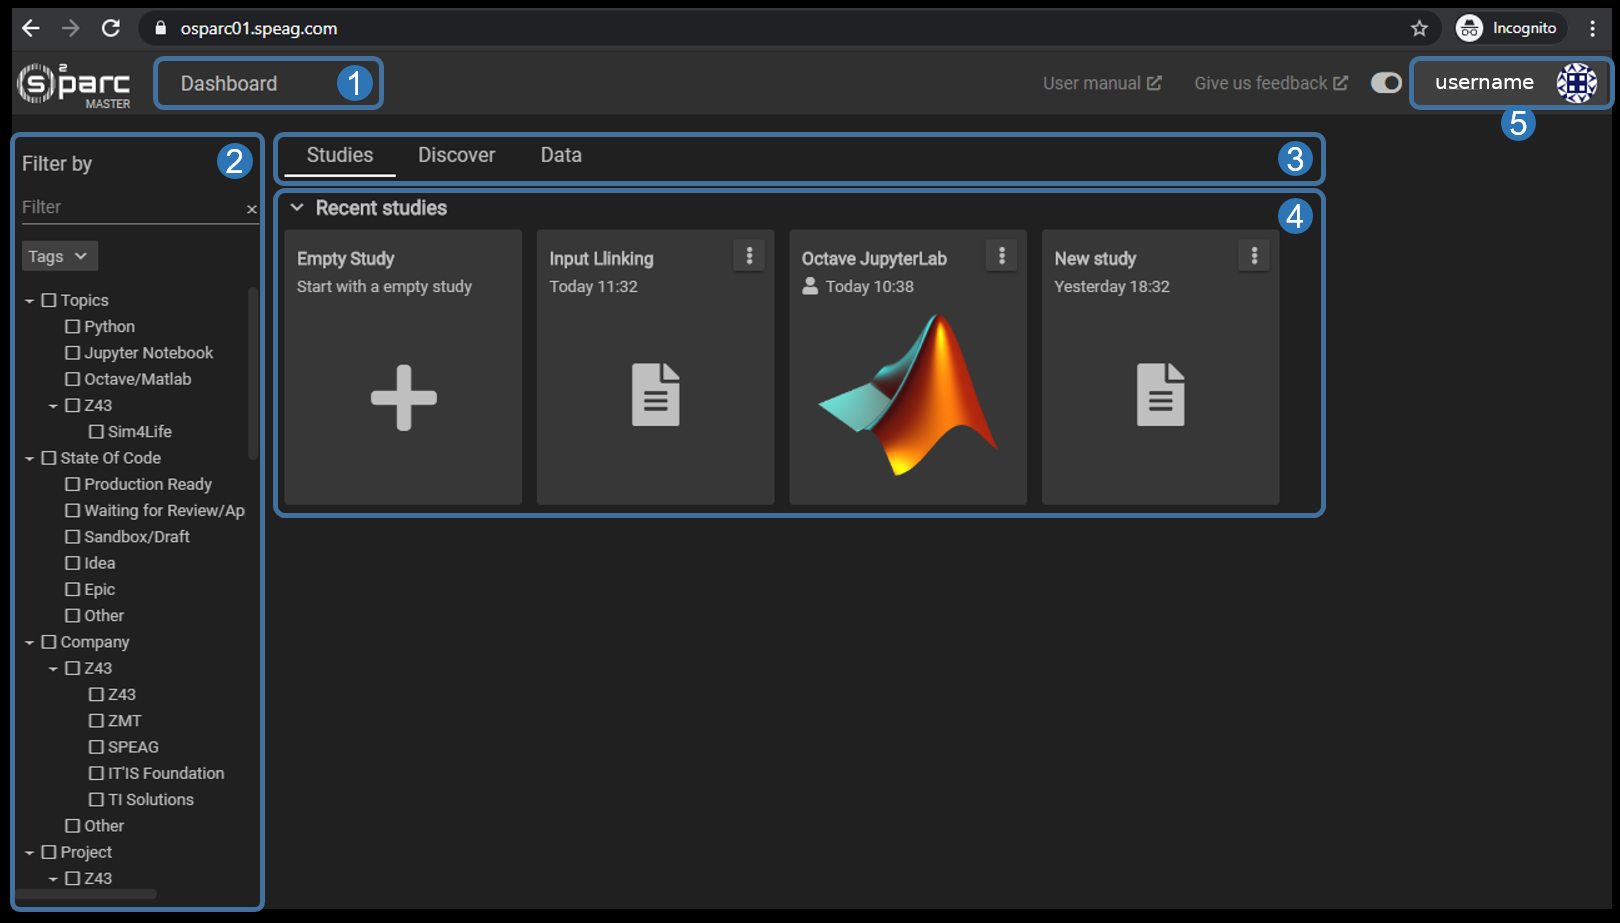 osparc01.speag.com
Incognito
s parc 2
MASTER
Dashboard
1
User manual
Give us feedback
username
5
Filter by
2
Filter
Tags
Topics
Python
Jupyter Notebook
Octave/Matlab
Z43
Sim4Life
State Of Code
Production Ready
Waiting for Review/Ap
Sandbox/Draft
Idea
Epic
Other
Company
Z43
Z43
ZMT
SPEAG
IT'IS Foundation
TI Solutions
Other
Project
Z43
Studies
Discover
Data
3
Recent studies
4
Empty Study
Start with a empty study
Input Llinking
Today 11:32
Octave JupyterLab
Today 10:38
New study
Yesterday 18:32